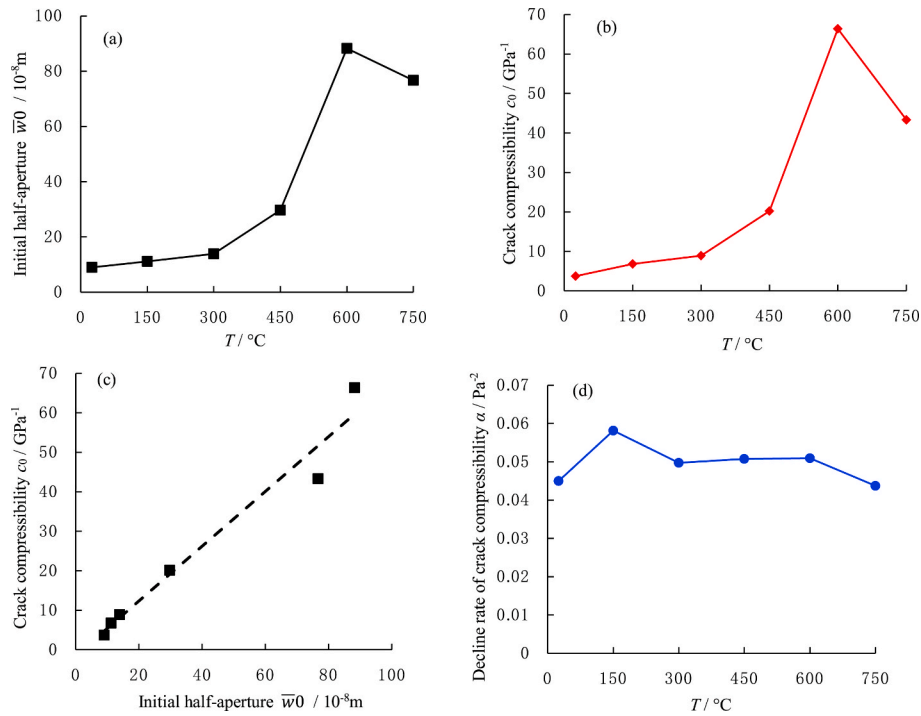 (a)
Initial half-aperture w̅0 / 10⁻⁸m
100
80
60
40
20
0
0 150 300 450 600 750
T / °C
(b)
Crack compressibility c₀ / GPa⁻¹
70
60
50
40
30
20
10
0
0 150 300 450 600 750
T / °C
(c)
Crack compressibility c₀ / GPa⁻¹
70
60
50
40
30
20
10
0
0 20 40 60 80 100
Initial half-aperture w̅0 / 10⁻⁸m
(d)
Decline rate of crack compressibility α / Pa⁻²
0.07
0.06
0.05
0.04
0.03
0.02
0.01
0
0 150 300 450 600 750
T / °C